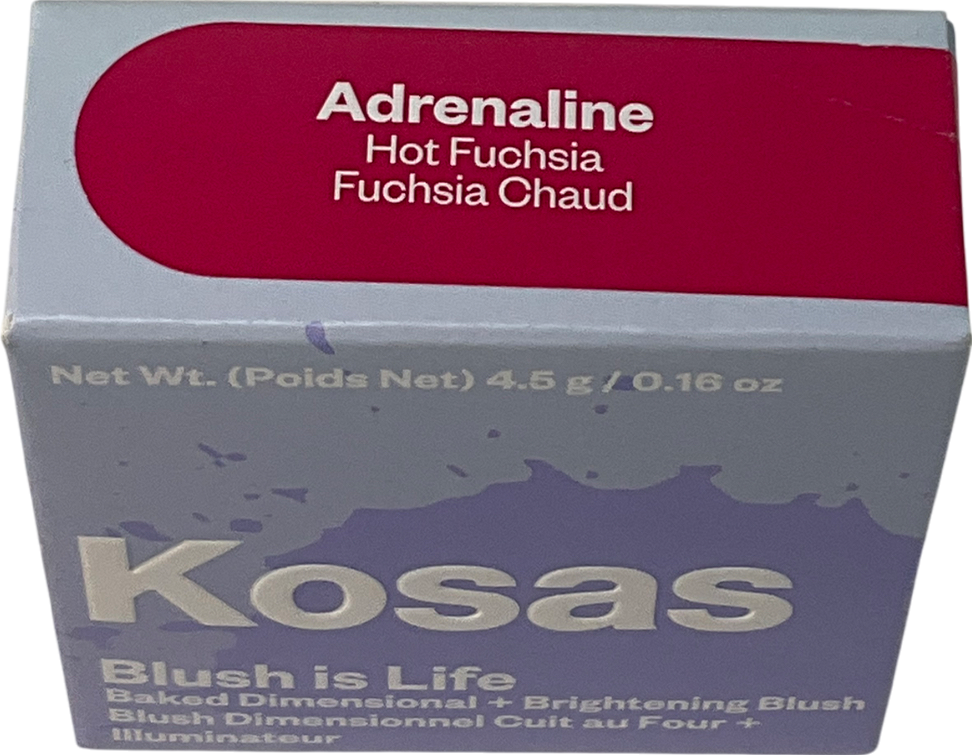 Adrenaline
Hot Fuchsia
Fuchsia Chaud
Net Wt. (Poids Net) 4.5 g / 0.16 oz
Kosas
Blush is Life
Baked Dimensional + Brightening Blush
Blush Dimensionnel Cuit au Four +
Illuminateur